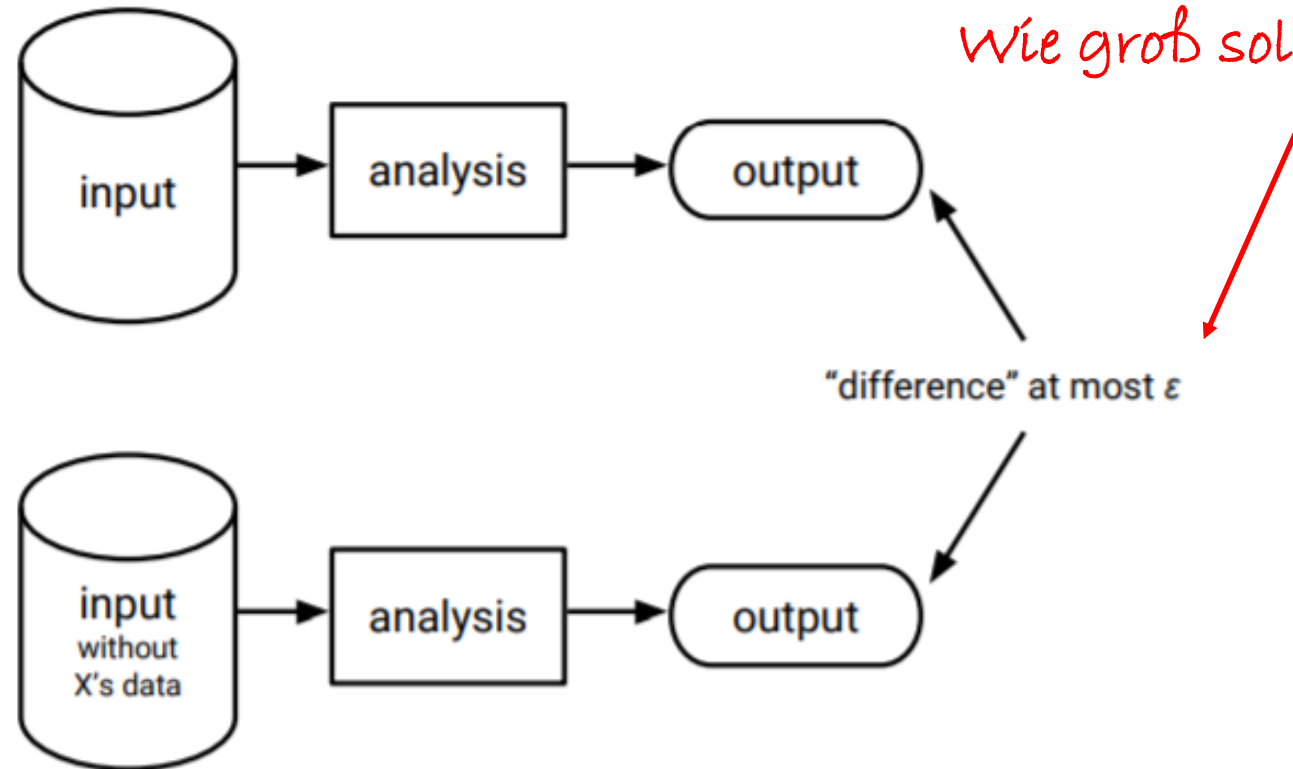 Wie groß sol
input
analysis
output
“difference” at most ε
input
without
X's data
analysis
output